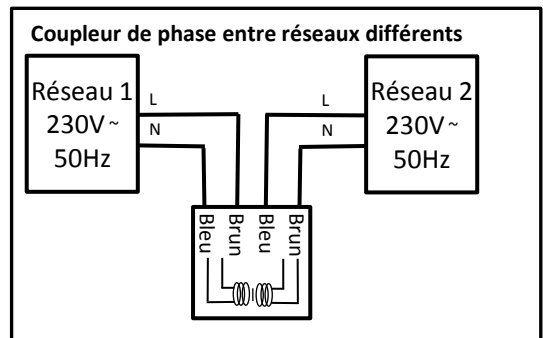 Coupleur de phase entre réseaux différents
Réseau 1
230V ~
50Hz
L
N
L
N
Réseau 2
230V ~
50Hz
Bleu
Brun
Bleu
Brun